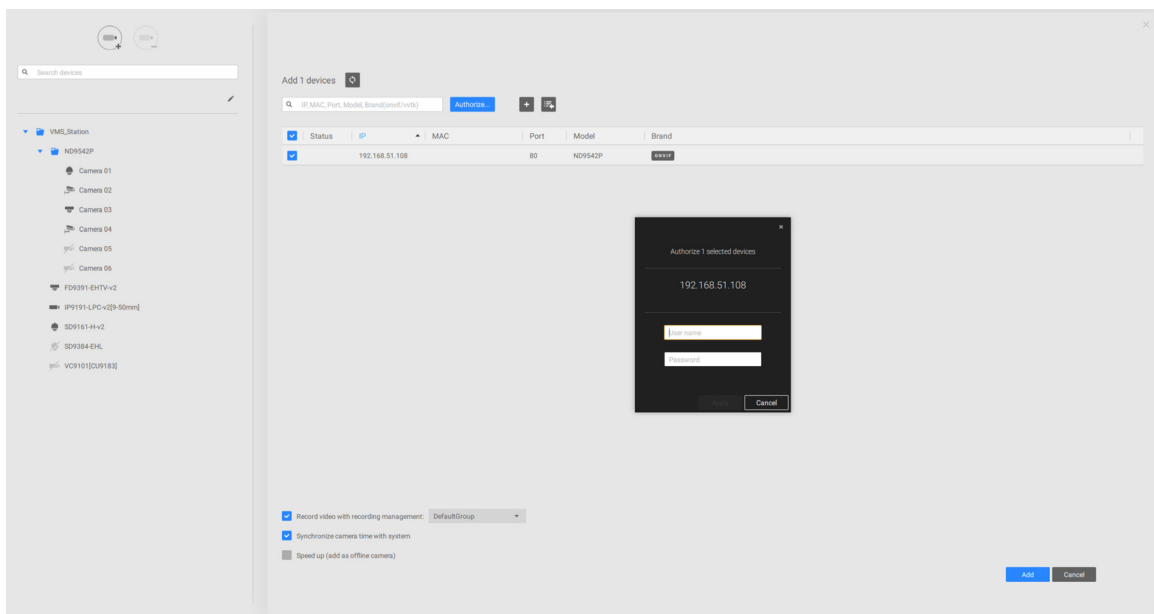 Search devices
VMS_Station
ND9542P
Camera 01
Camera 02
Camera 03
Camera 04
Camera 05
Camera 06
FD9391-EHTV-v2
IP9191-LPC-v2[9-50mm]
SD9161-H-v2
SD9384-EHL
VC9101[CU9183]
Add 1 devices
IP, MAC, Port, Model, Brand(onvif/vvtk) Authorize...
Status IP MAC Port Model Brand
192.168.51.108 80 ND9542P ONVIF
Authorize 1 selected devices
192.168.51.108
User name
Password
Apply Cancel
Record video with recording management: DefaultGroup
Synchronize camera time with system
Speed up (add as offline camera)
Add Cancel